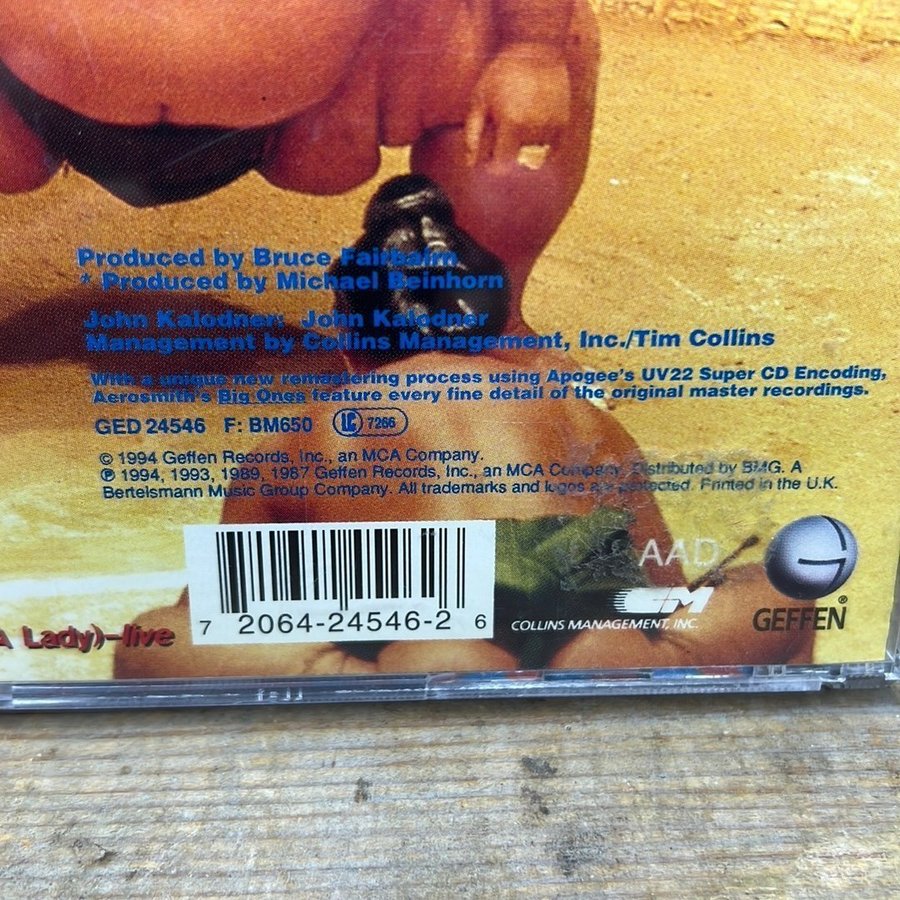 Produced by Bruce Fairbairn
* Produced by Michael Beinhorn
John Kalodner: John Kalodner
Management by Collins Management, Inc./Tim Collins
With a unique new remastering process using Apogee's UV22 Super CD Encoding,
Aerosmith's Big Ones feature every fine detail of the original master recordings.
GED 24546 F: BM650 LC 7266
© 1994 Geffen Records, Inc., an MCA Company.
℗ 1994, 1993, 1989, 1987 Geffen Records, Inc., an MCA Company. Distributed by BMG. A
Bertelsmann Music Group Company. All trademarks and logos are protected. Printed in the U.K.
AAD
CM
COLLINS MANAGEMENT, INC.
GEFFEN®
7 2064-24546-2 6
A Lady)–live